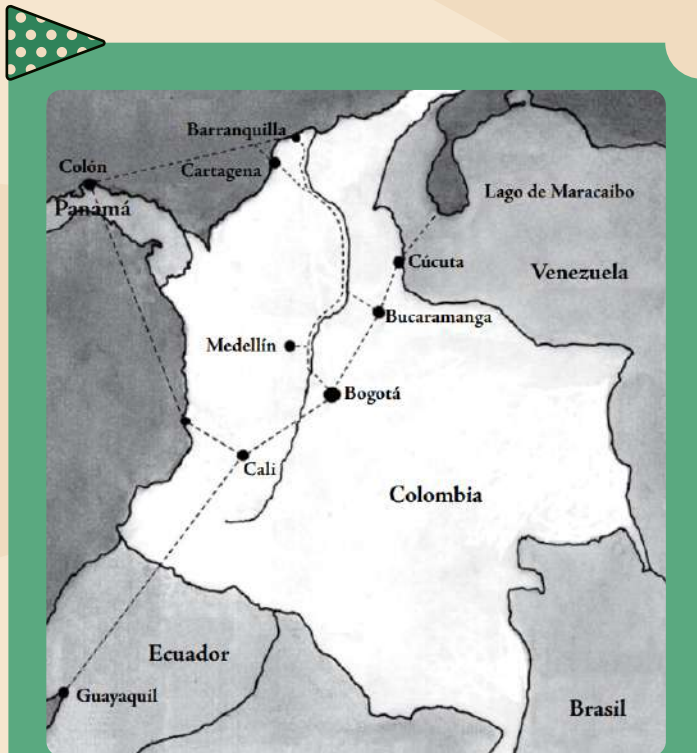 Barranquilla
Colón
Cartagena
Panamá
Lago de Maracaibo
Cúcuta
Venezuela
Bucaramanga
Medellín
Bogotá
Cali
Colombia
Ecuador
Guayaquil
Brasil